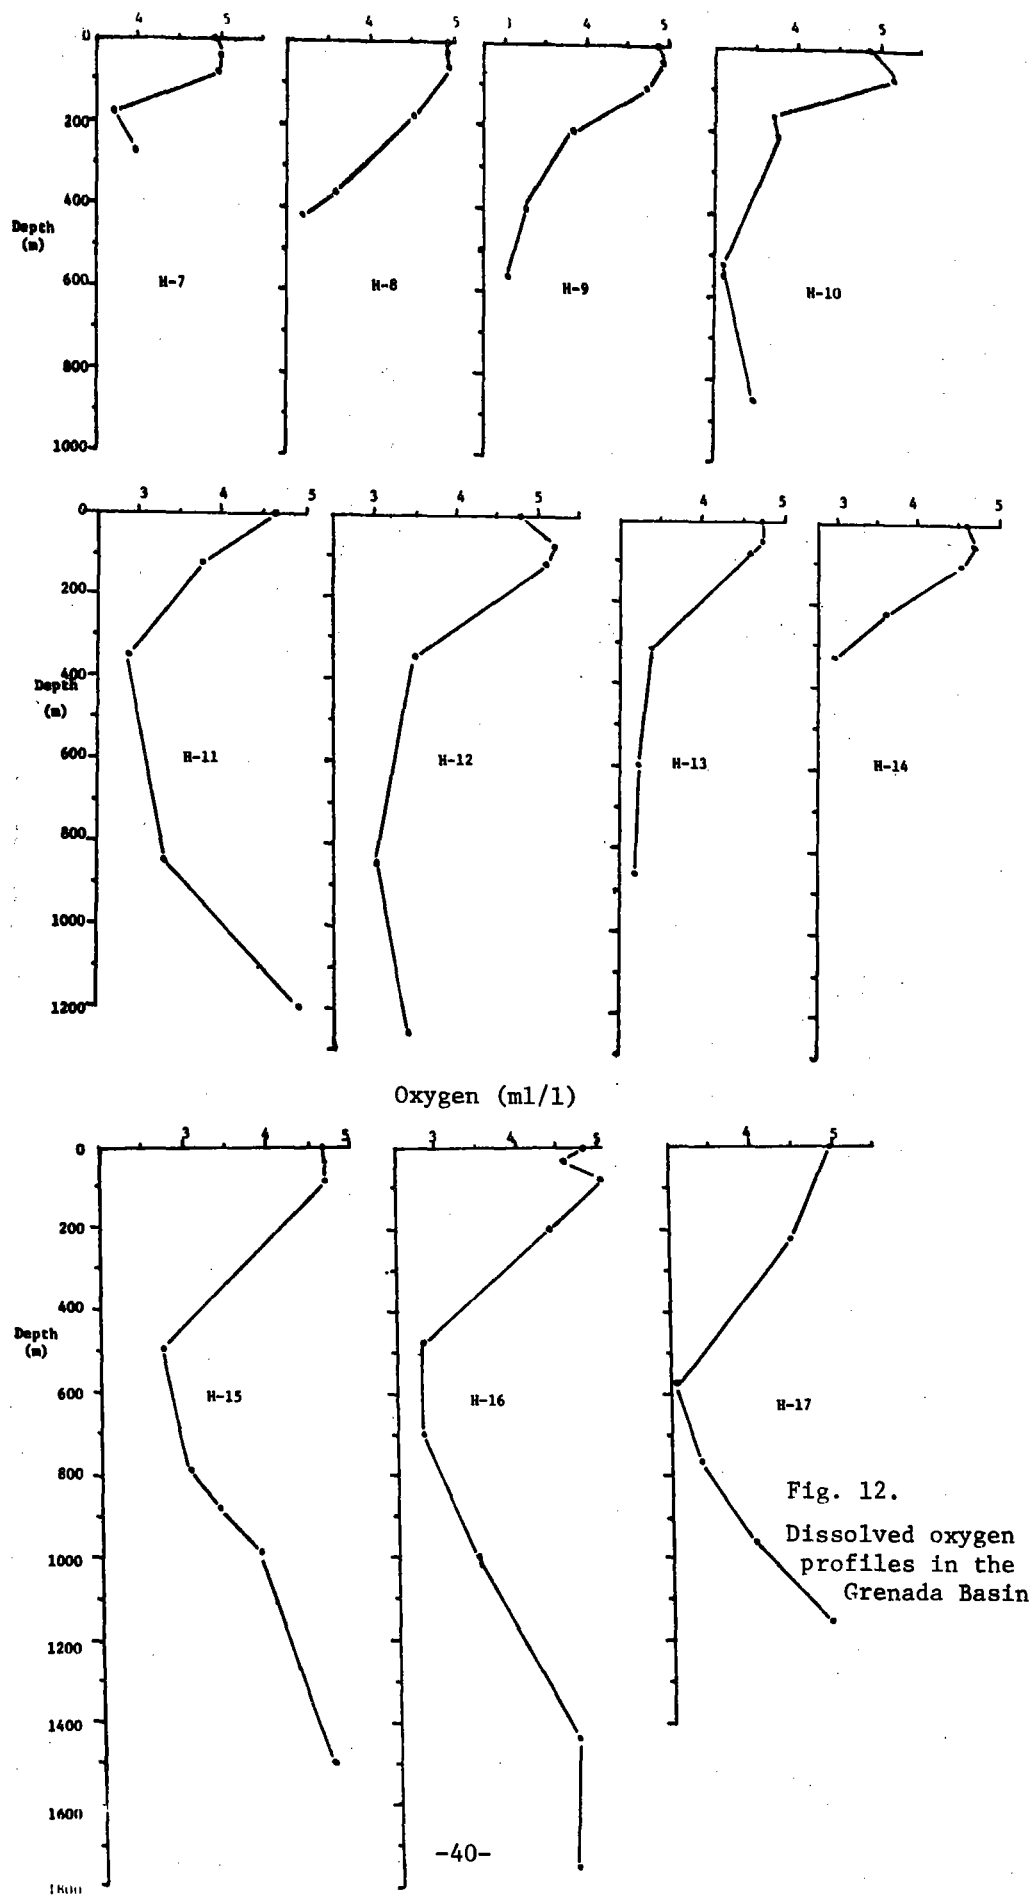 4 5
4 5
3 4 5
4 5
0
200
400
Depth
(m)
600
800
1000
H-7
H-8
H-9
H-10
3 4 5
3 4 5
4 5
3 4 5
0
200
400
Depth
(m)
600
800
1000
1200
H-11
H-12
H-13
H-14
Oxygen (ml/l)
3 4 5
3 4 5
4 5
0
200
400
Depth
(m)
600
800
1000
1200
1400
1600
1800
H-15
H-16
H-17
Fig. 12.
Dissolved oxygen
profiles in the
Grenada Basin
-40-